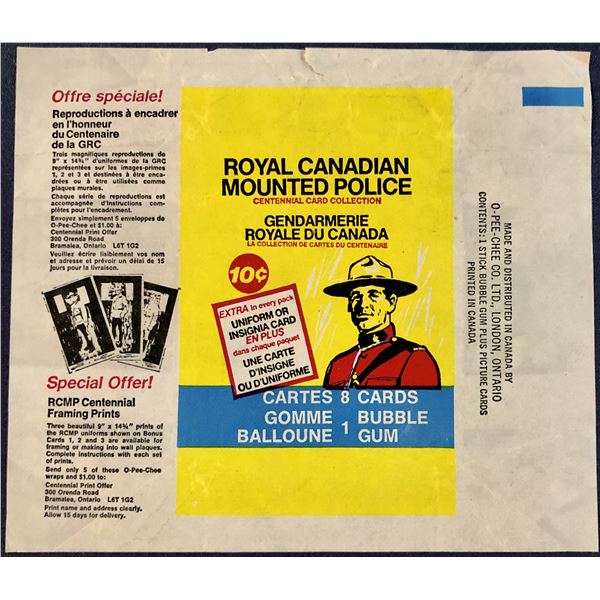 Offre spéciale!
Reproductions à encadrer
en l'honneur
du Centenaire
de la GRC
Trois magnifiques reproductions de
9" x 14¾" d'uniformes de la GRC
représentées sur les images-primes
1, 2 et 3 et destinées à être enca-
drées ou à être utilisées comme
plaques murales.
Chaque série de reproductions est
accompagnée d'instructions com-
plètes pour l'encadrement.
Envoyez simplement 5 enveloppes de
O-Pee-Chee et $1.00 à:
Centennial Print Offer
300 Orenda Road
Bramalea, Ontario L6T 1G2
Veuillez écrire lisiblement vos nom
et adresse et prévoir un délai de 15
jours pour la livraison.
Special Offer!
RCMP Centennial
Framing Prints
Three beautiful 9" x 14¾" prints of
the RCMP uniforms shown on Bonus
Cards 1, 2 and 3 are available for
framing or making into wall plaques.
Complete instructions with each set
of prints.
Send only 5 of these O-Pee-Chee
wraps and $1.00 to:
Centennial Print Offer
300 Orenda Road
Bramalea, Ontario L6T 1G2
Print name and address clearly.
Allow 15 days for delivery.
ROYAL CANADIAN
MOUNTED POLICE
CENTENNIAL CARD COLLECTION
GENDARMERIE
ROYALE DU CANADA
LA COLLECTION DE CARTES DU CENTENAIRE
10¢
EXTRA in every pack
UNIFORM OR
INSIGNIA CARD
EN PLUS
dans chaque paquet
UNE CARTE
D'INSIGNE
OU D'UNIFORME
CARTES 8 CARDS
GOMME 1 BUBBLE
BALLOUNE GUM
MADE AND DISTRIBUTED IN CANADA BY
O-PEE-CHEE CO. LTD., LONDON, ONTARIO
CONTENTS: 1 STICK BUBBLE GUM PLUS PICTURE CARDS
PRINTED IN CANADA